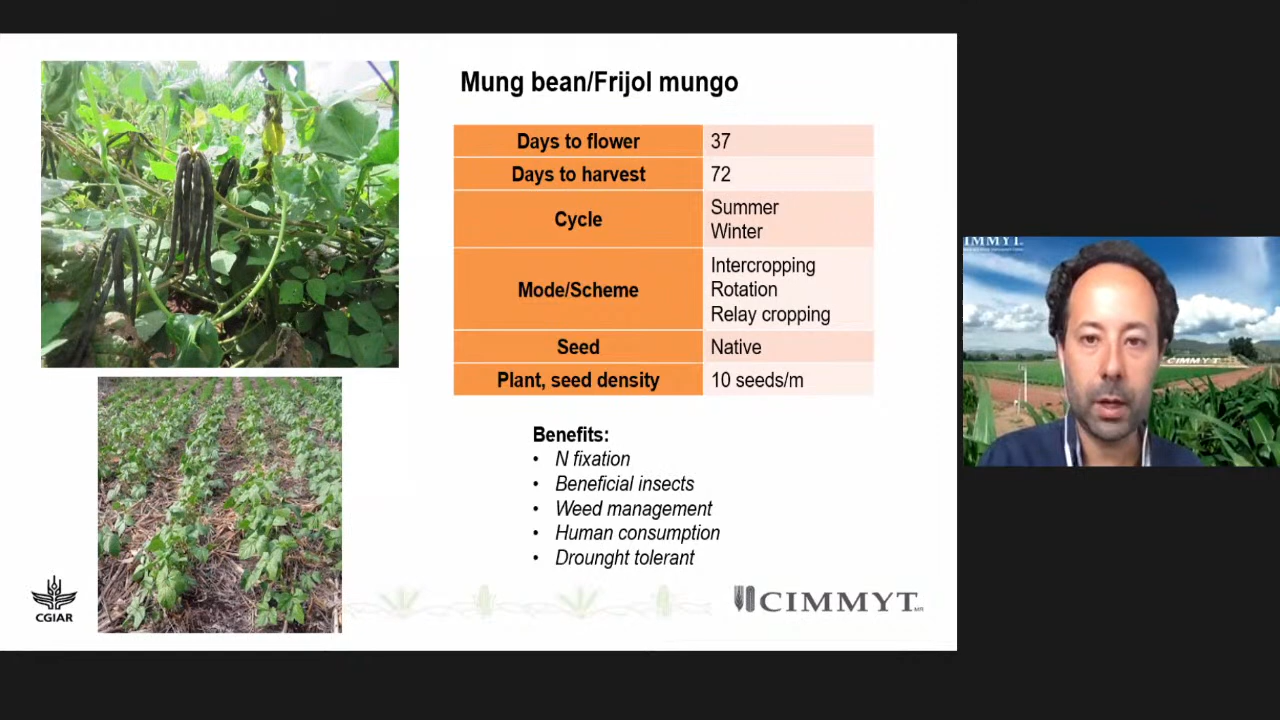 Mung bean/Frijol mungo
Days to flower 37
Days to harvest 72
Cycle Summer
Winter
Mode/Scheme Intercropping
Rotation
Relay cropping
Seed Native
Plant, seed density 10 seeds/m
Benefits:
• N fixation
• Beneficial insects
• Weed management
• Human consumption
• Drounght tolerant
CGIAR
CIMMYT
IMMYT.
CIMMYT